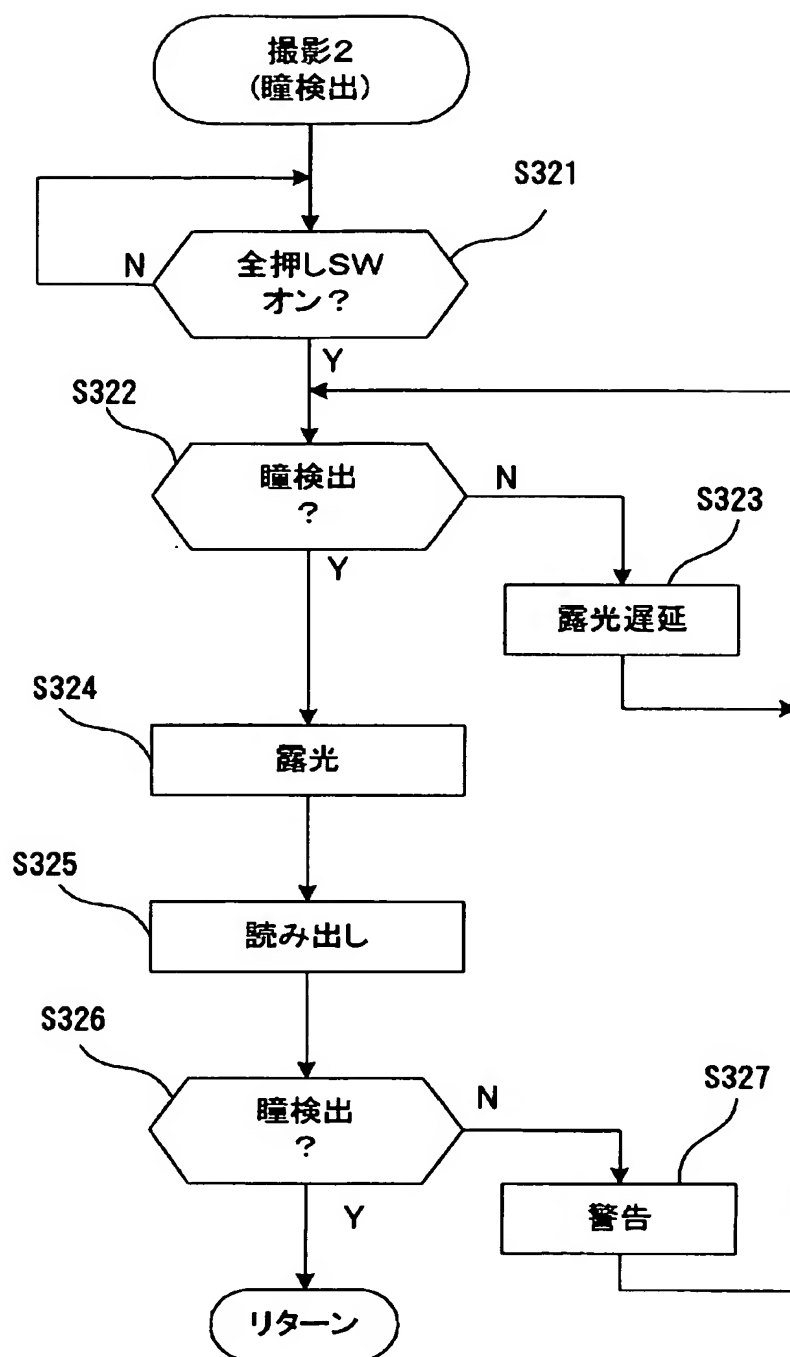 撮影2
(瞳検出)
S321
全押しSW
オン?
N
Y
S322
瞳検出
?
N
Y
S323
露光遅延
S324
露光
S325
読み出し
S326
瞳検出
?
N
Y
S327
警告
リターン